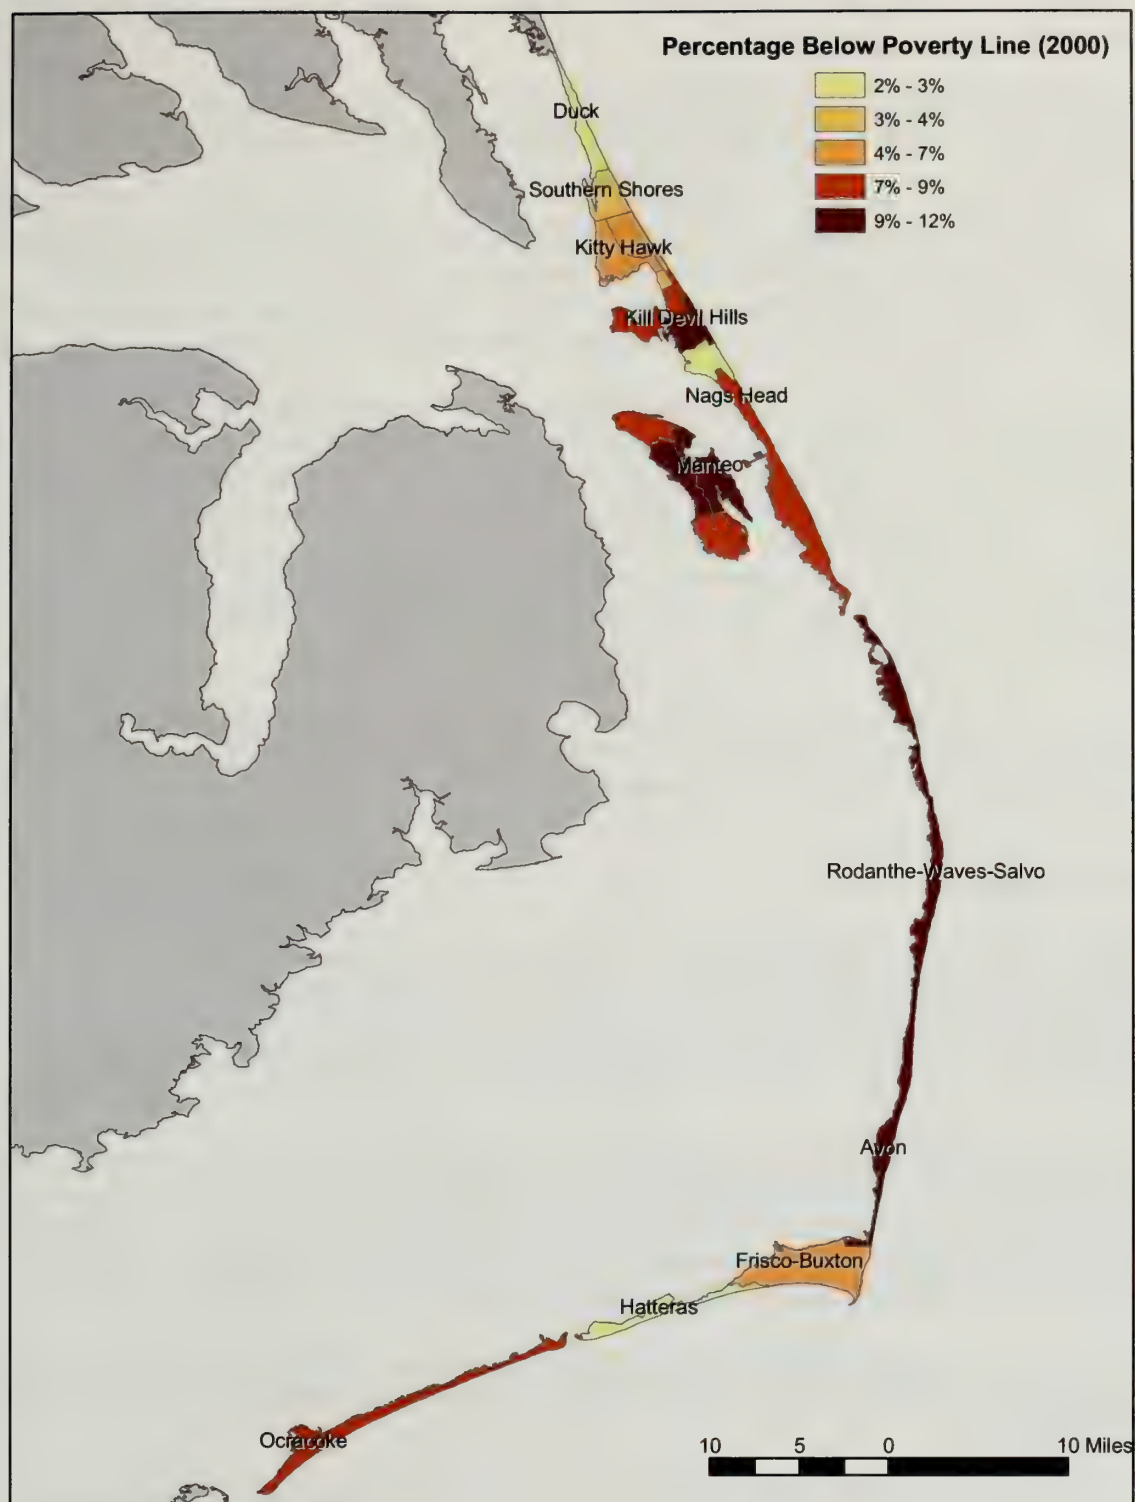 Percentage Below Poverty Line (2000)
2% - 3%
3% - 4%
4% - 7%
7% - 9%
9% - 12%
Duck
Southern Shores
Kitty Hawk
Kill Devil Hills
Nags Head
Manteo
Rodanthe-Waves-Salvo
Avon
Frisco-Buxton
Hatteras
Ocracoke
10 5 0 10 Miles